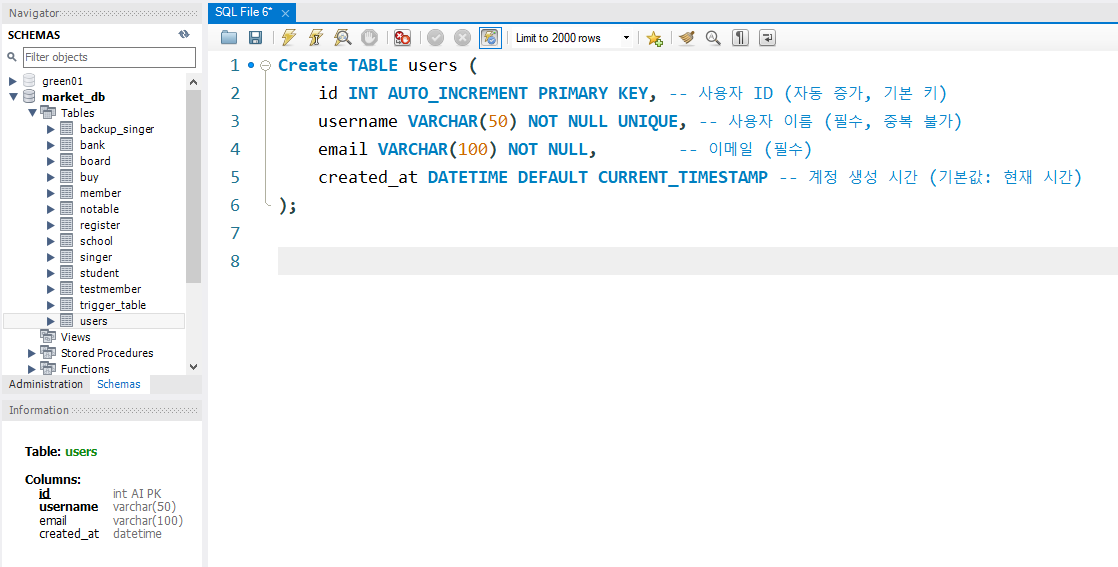 Navigator
SCHEMAS
Filter objects
green01
market_db
Tables
backup_singer
bank
board
buy
member
notable
register
school
singer
student
testmember
trigger_table
users
Views
Stored Procedures
Functions
Administration Schemas
Information
Table: users
Columns:
id int AI PK
username varchar(50)
email varchar(100)
created_at datetime
SQL File 6*
Limit to 2000 rows
1 Create TABLE users (
2 id INT AUTO_INCREMENT PRIMARY KEY, -- 사용자 ID (자동 증가, 기본 키)
3 username VARCHAR(50) NOT NULL UNIQUE, -- 사용자 이름 (필수, 중복 불가)
4 email VARCHAR(100) NOT NULL, -- 이메일 (필수)
5 created_at DATETIME DEFAULT CURRENT_TIMESTAMP -- 계정 생성 시간 (기본값: 현재 시간)
6 );
7
8